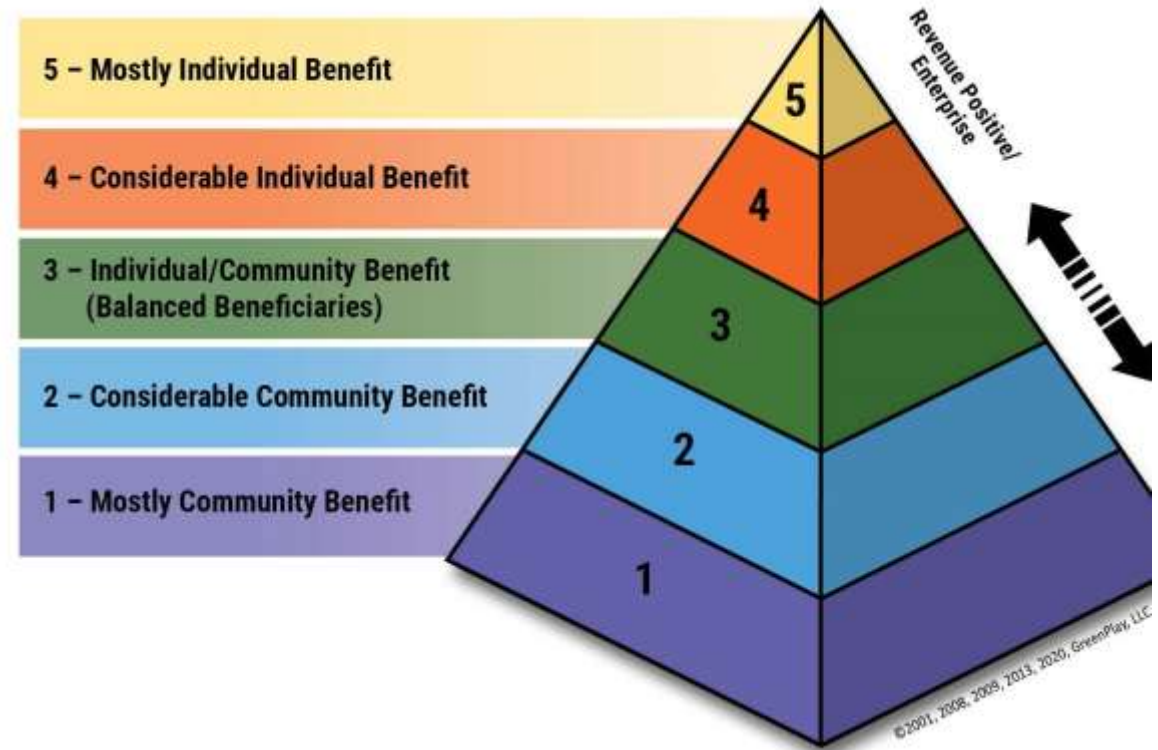 5 – Mostly Individual Benefit
4 – Considerable Individual Benefit
3 – Individual/Community Benefit
(Balanced Beneficiaries)
2 – Considerable Community Benefit
1 – Mostly Community Benefit
5
4
3
2
1
Revenue Positive/
Enterprise
©2001, 2008, 2009, 2013, 2020, GreenPlay, LLC.